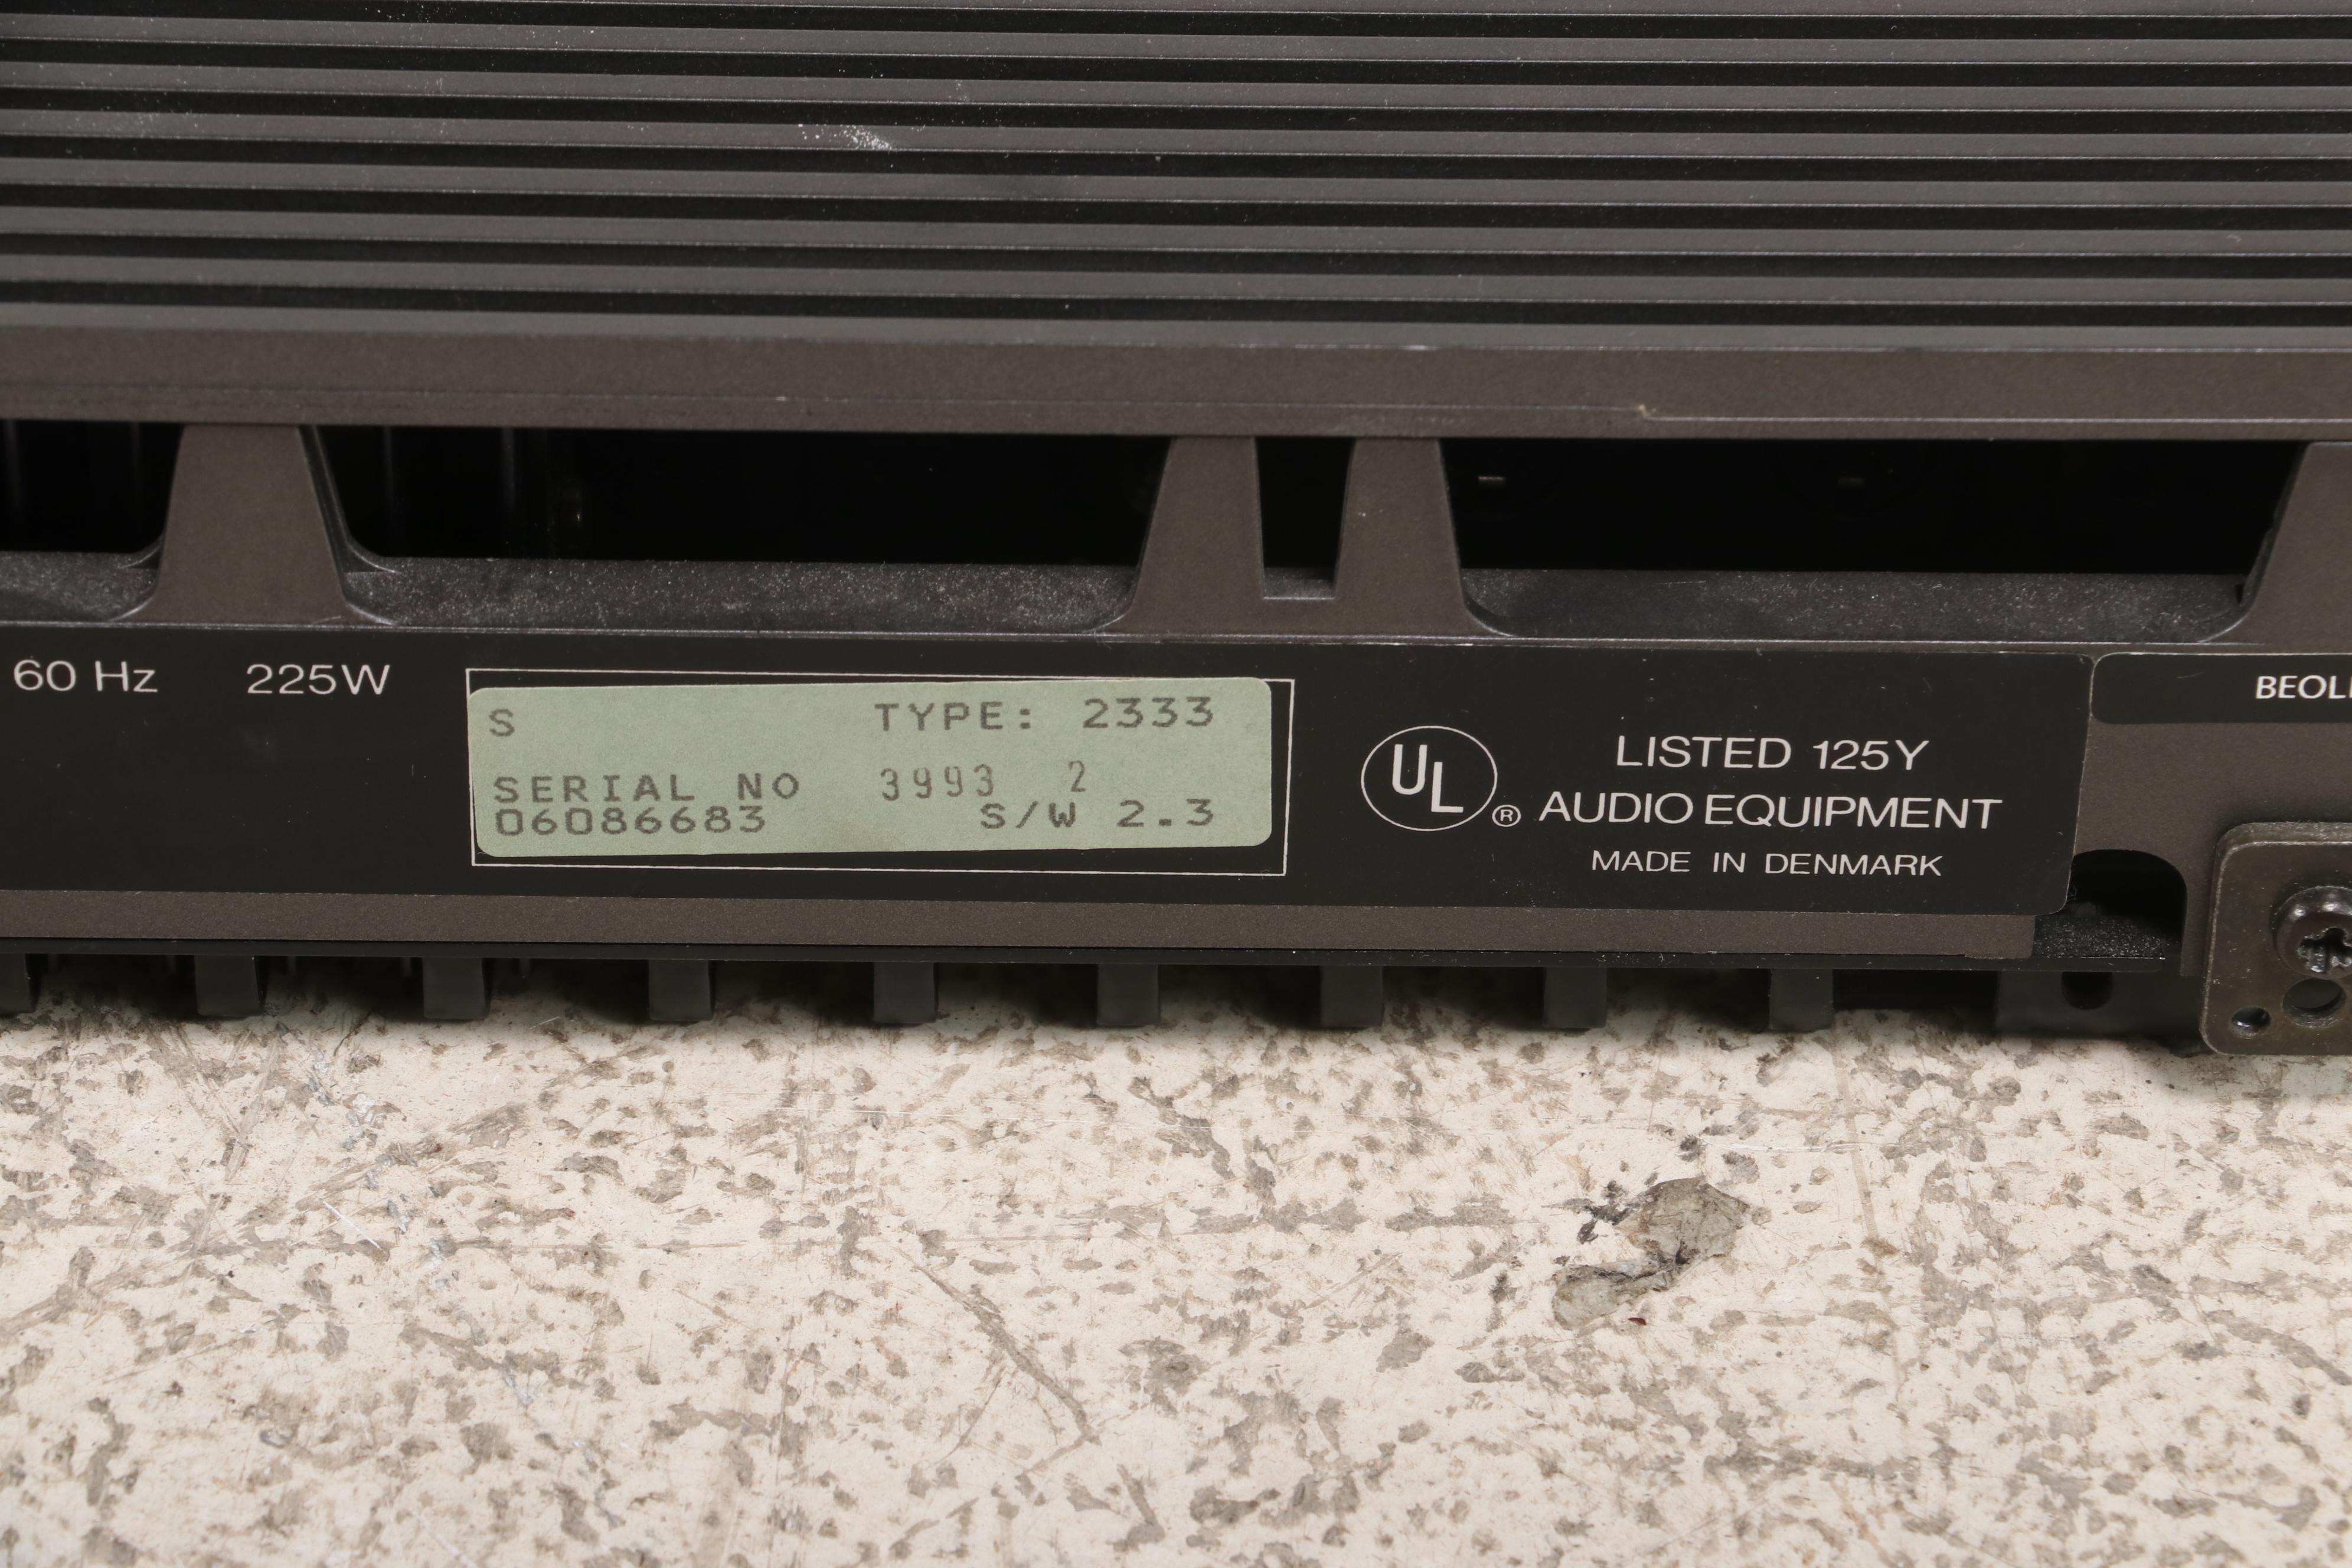 60 Hz 225W
S TYPE: 2333
SERIAL NO 3993 2
06086683 S/W 2.3
UL ® LISTED 125Y
AUDIO EQUIPMENT
MADE IN DENMARK